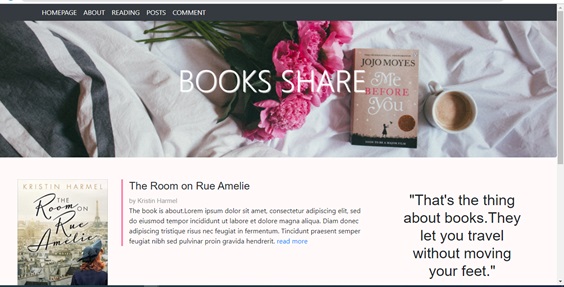 HOMEPAGE ABOUT READING POSTS COMMENT
BOOKS SHARE
JOJO MOYES
Me
BEFORE
You
KRISTIN HARMEL
THE
Room
ON
Rue
Amélie
The Room on Rue Amelie
by Kristin Harmel
The book is about.Lorem ipsum dolor sit amet, consectetur adipiscing elit, sed
do eiusmod tempor incididunt ut labore et dolore magna aliqua. Diam donec
adipiscing tristique risus nec feugiat in fermentum. Tincidunt praesent semper
feugiat nibh sed pulvinar proin gravida hendrerit. read more
"That's the thing
about books.They
let you travel
without moving
your feet."